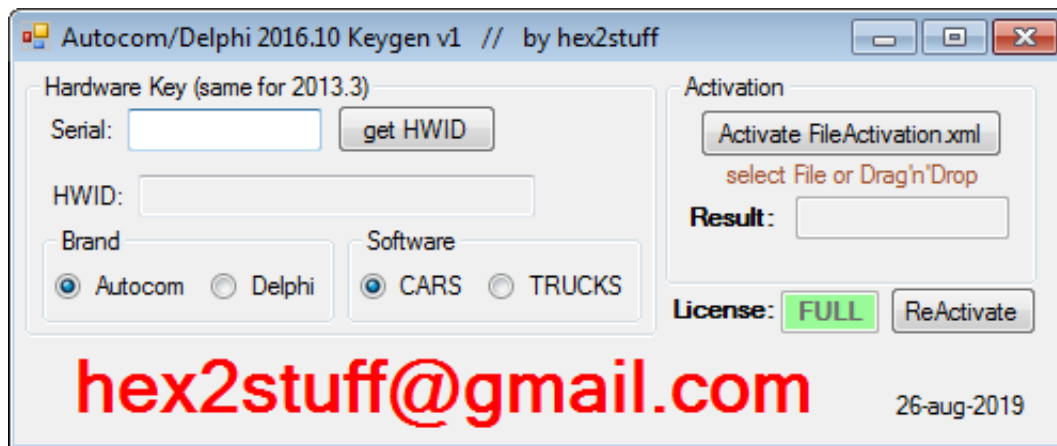 Autocom/Delphi 2016.10 Keygen v1 // by hex2stuff
Hardware Key (same for 2013.3)
Serial:
get HWID
HWID:
Brand
Autocom
Delphi
Software
CARS
TRUCKS
Activation
Activate FileActivation.xml
select File or Drag'n'Drop
Result:
License: FULL
ReActivate
hex2stuff@gmail.com
26-aug-2019